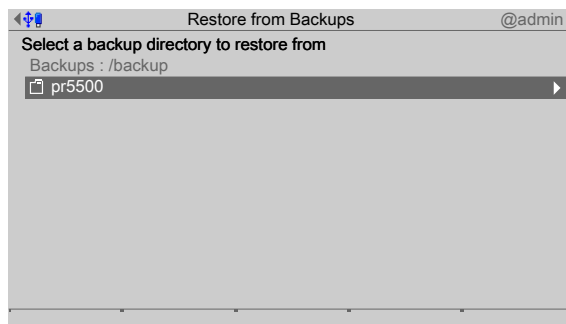 Restore from Backups @admin
Select a backup directory to restore from
Backups : /backup
pr5500